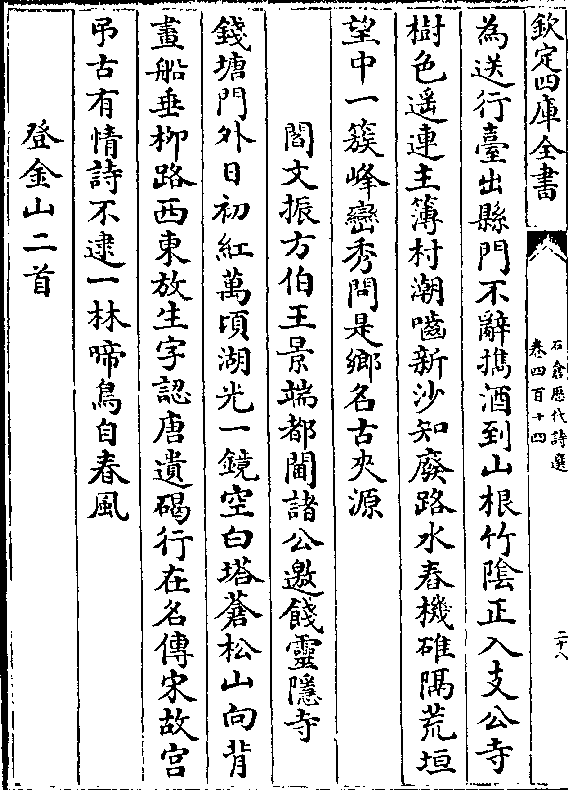 欽定四庫全書
石倉歷代詩選
卷四百十四
二十八
為送行臺出縣門不辭擕酒到山根竹陰正入支公寺
樹色遥連主簿村潮嚙新沙知廢路水舂機碓隔荒垣
望中一簇峰巒秀問是鄉名古夾源
閻文振方伯王景端都閫諸公邀餞靈隱寺
錢塘門外日初紅萬頃湖光一鏡空白塔蒼松山向背
畫船垂栁路西東放生字認唐遺碣行在名傳宋故宫
弔古有情詩不逮一林啼鳥自春風
登金山二首